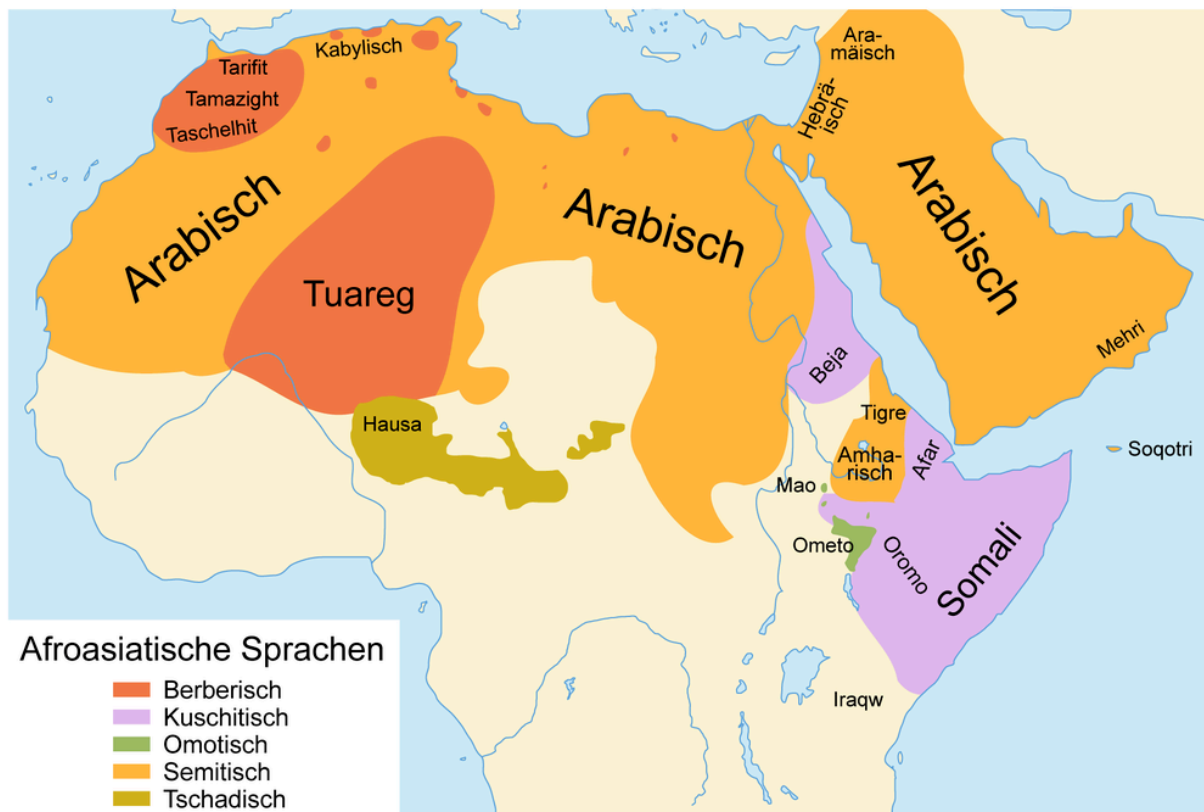 Kabylisch
Tarifit
Tamazight
Taschelhit
Ara-
mäisch
Hebrä-
isch
Arabisch
Arabisch
Arabisch
Tuareg
Mehri
Beja
Hausa
Tigre
Amha-
risch
Afar
Soqotri
Mao
Ometo
Oromo
Somali
Iraqw
Afroasiatische Sprachen
Berberisch
Kuschitisch
Omotisch
Semitisch
Tschadisch